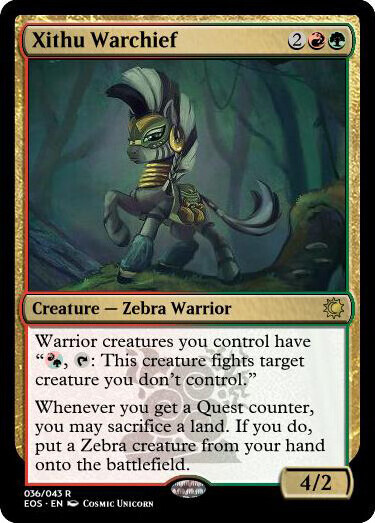 Xithu Warchief 2
Creature — Zebra Warrior
Warrior creatures you control have
“ , : This creature fights target
creature you don’t control.”
Whenever you get a Quest counter,
you may sacrifice a land. If you do,
put a Zebra creature from your hand
onto the battlefield.
4/2
036/043 R
EOS · EN Cosmic Unicorn